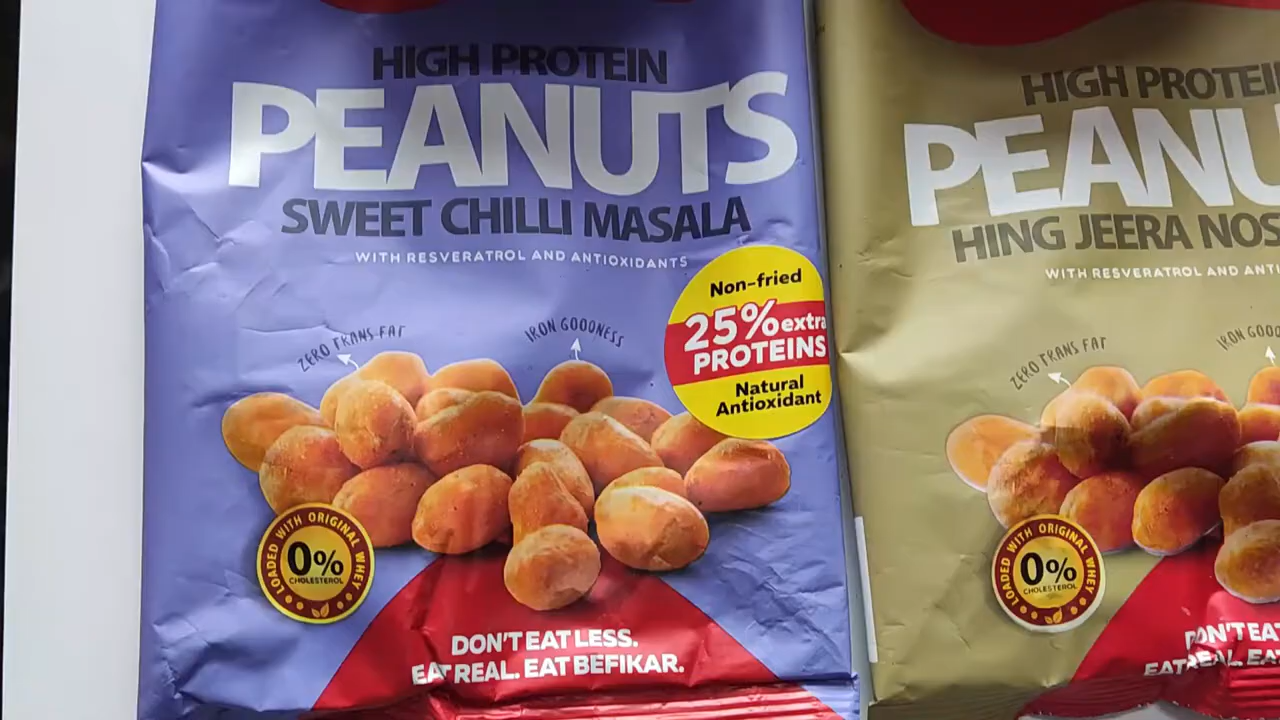 HIGH PROTEIN
PEANUTS
SWEET CHILLI MASALA
WITH RESVERATROL AND ANTIOXIDANTS
ZERO TRANS FAT
IRON GOODNESS
Non-fried
25% extra
PROTEINS
Natural
Antioxidant
LOADED WITH ORIGINAL WHEY
0%
CHOLESTEROL
DON'T EAT LESS.
EAT REAL. EAT BEFIKAR.
HIGH PROTEIN
PEANU
HING JEERA NOS
WITH RESVERATROL AND ANTI
ZERO TRANS FAT
IRON GOOD
LOADED WITH ORIGINAL WHEY
0%
CHOLESTEROL
DON'T EAT
EAT REAL. EAT